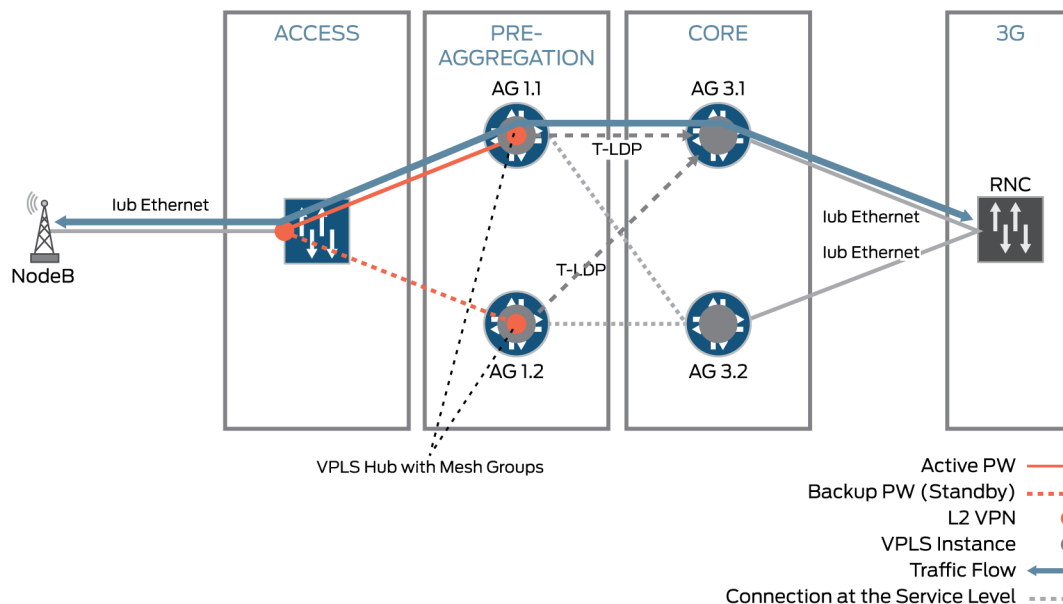 ACCESS
PRE-
AGGREGATION
CORE
3G
AG 1.1
AG 3.1
T-LDP
RNC
Iub Ethernet
Iub Ethernet
Iub Ethernet
NodeB
T-LDP
AG 1.2
AG 3.2
VPLS Hub with Mesh Groups
Active PW
Backup PW (Standby)
L2 VPN
VPLS Instance
Traffic Flow
Connection at the Service Level